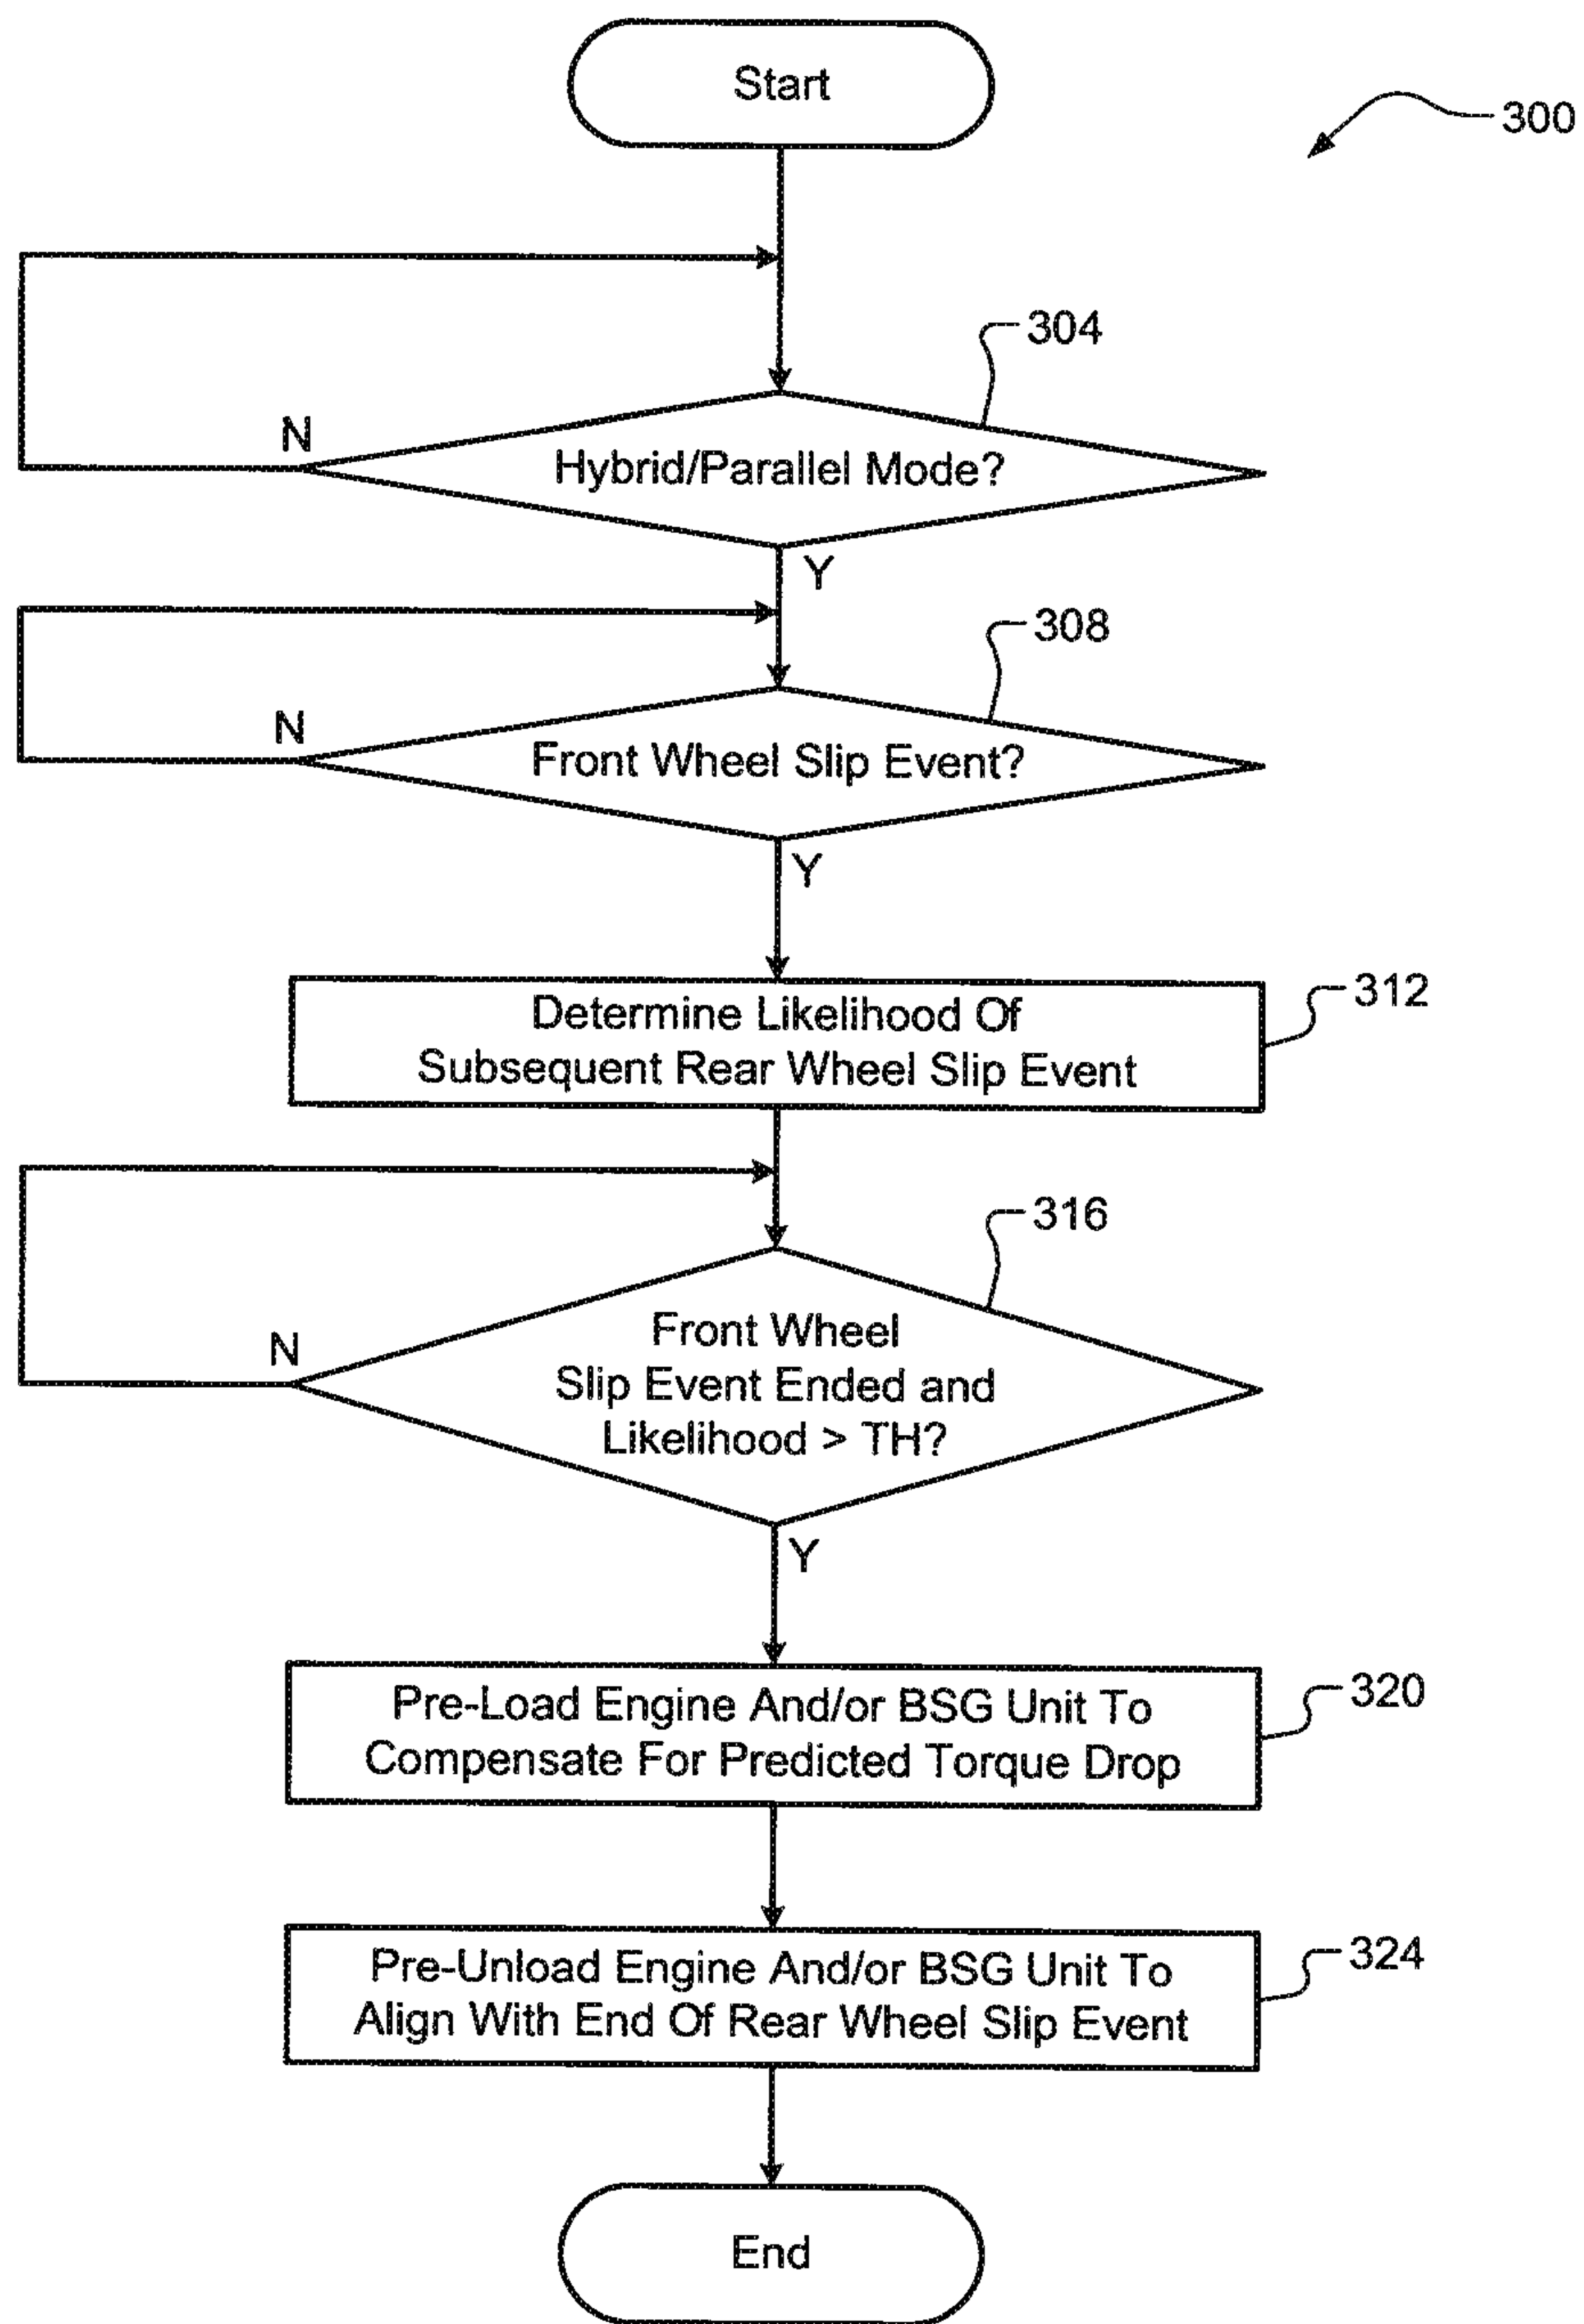 Start
300
304
N
Hybrid/Parallel Mode?
Y
308
N
Front Wheel Slip Event?
Y
312
Determine Likelihood Of
Subsequent Rear Wheel Slip Event
316
N
Front Wheel
Slip Event Ended and
Likelihood > TH?
Y
320
Pre-Load Engine And/or BSG Unit To
Compensate For Predicted Torque Drop
324
Pre-Unload Engine And/or BSG Unit To
Align With End Of Rear Wheel Slip Event
End